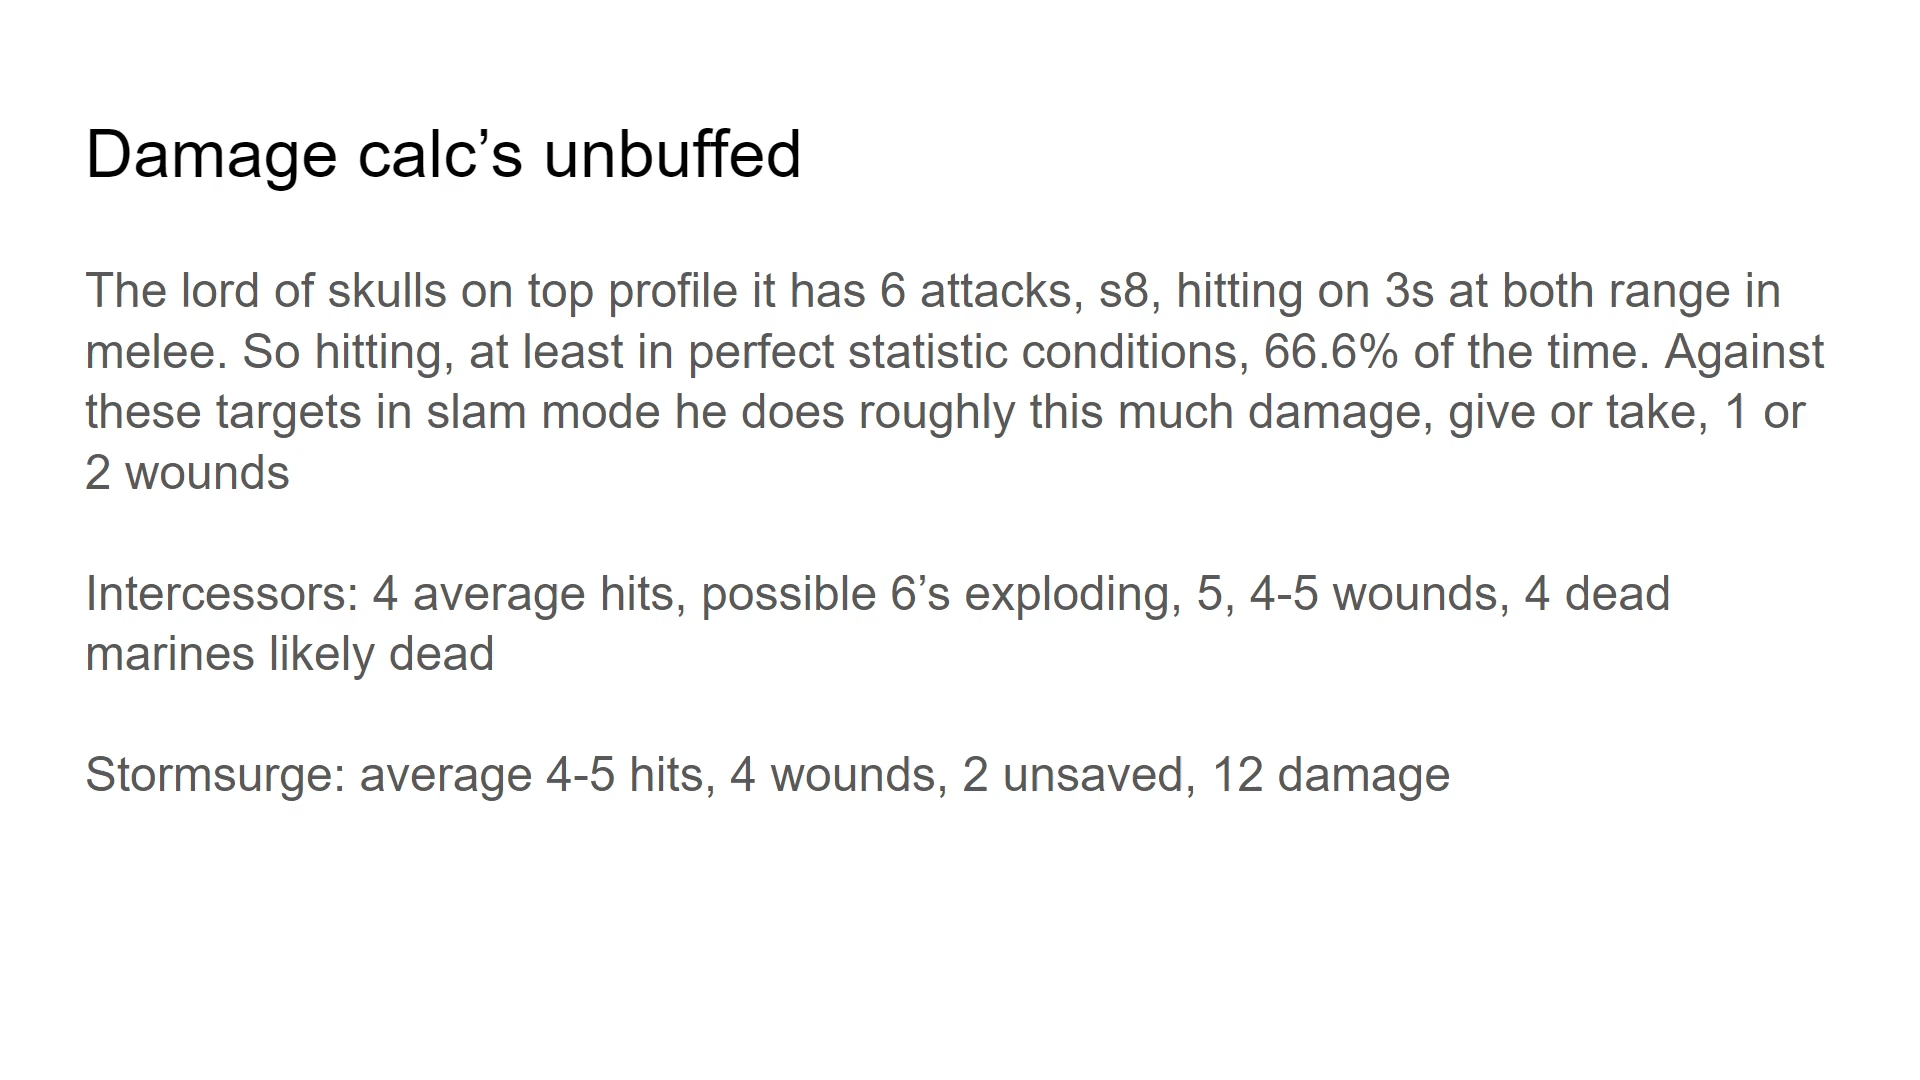 Damage calc’s unbuffed
The lord of skulls on top profile it has 6 attacks, s8, hitting on 3s at both range in
melee. So hitting, at least in perfect statistic conditions, 66.6% of the time. Against
these targets in slam mode he does roughly this much damage, give or take, 1 or
2 wounds
Intercessors: 4 average hits, possible 6’s exploding, 5, 4-5 wounds, 4 dead
marines likely dead
Stormsurge: average 4-5 hits, 4 wounds, 2 unsaved, 12 damage